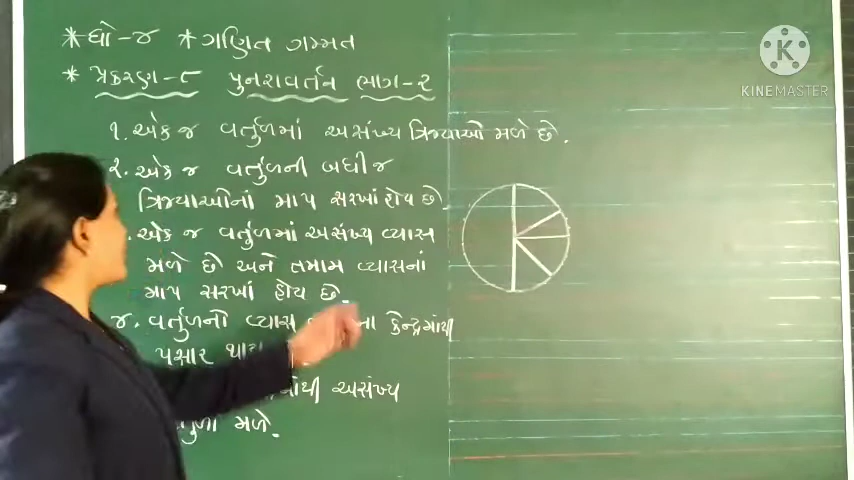 * ધો-૪ * ગણિત ગમ્મત
* પ્રકરણ-૮ પુનરાવર્તન ભાગ-૨
૧. એક જ વર્તુળમાં અસંખ્ય ત્રિજ્યાઓ મળે છે.
૨. એક જ વર્તુળની બધી જ
ત્રિજ્યાઓનાં માપ સરખાં હોય છે.
એક જ વર્તુળમાં અસંખ્ય વ્યાસ
મળે છે અને તમામ વ્યાસનાં
માપ સરખાં હોય છે.
૪. વર્તુળનો વ્યાસ કેન્દ્રમાંથી
પસાર
અસંખ્ય
મળે.
K
KINEMASTER